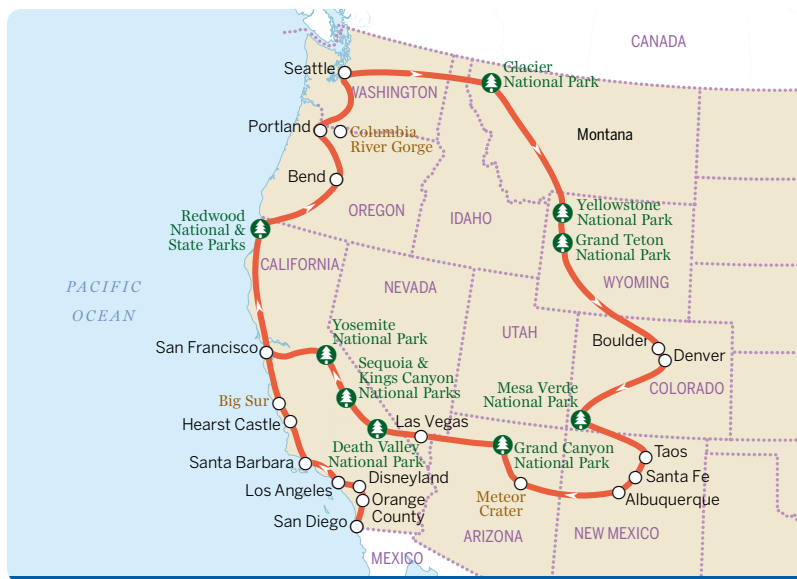 CANADA
Seattle
Glacier
National Park
WASHINGTON
Portland
Columbia
River Gorge
Montana
Bend
Redwood
National &
State Parks
OREGON
IDAHO
Yellowstone
National Park
Grand Teton
National Park
CALIFORNIA
NEVADA
WYOMING
PACIFIC
OCEAN
UTAH
Boulder
Denver
San Francisco
Yosemite
National Park
Sequoia &
Kings Canyon
National Parks
Mesa Verde
National Park
COLORADO
Big Sur
Hearst Castle
Las Vegas
Death Valley
National Park
Grand Canyon
National Park
Taos
Santa Barbara
Disneyland
Santa Fe
Los Angeles
Orange
County
Meteor
Crater
Albuquerque
San Diego
ARIZONA
NEW MEXICO
MEXICO